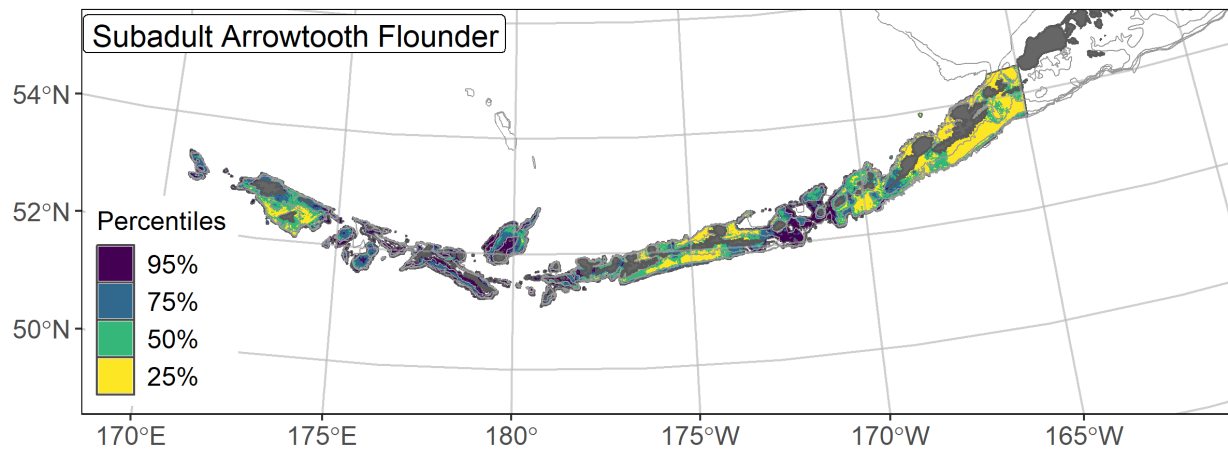 Subadult Arrowtooth Flounder
54°N
52°N
50°N
Percentiles
95%
75%
50%
25%
170°E
175°E
180°
175°W
170°W
165°W